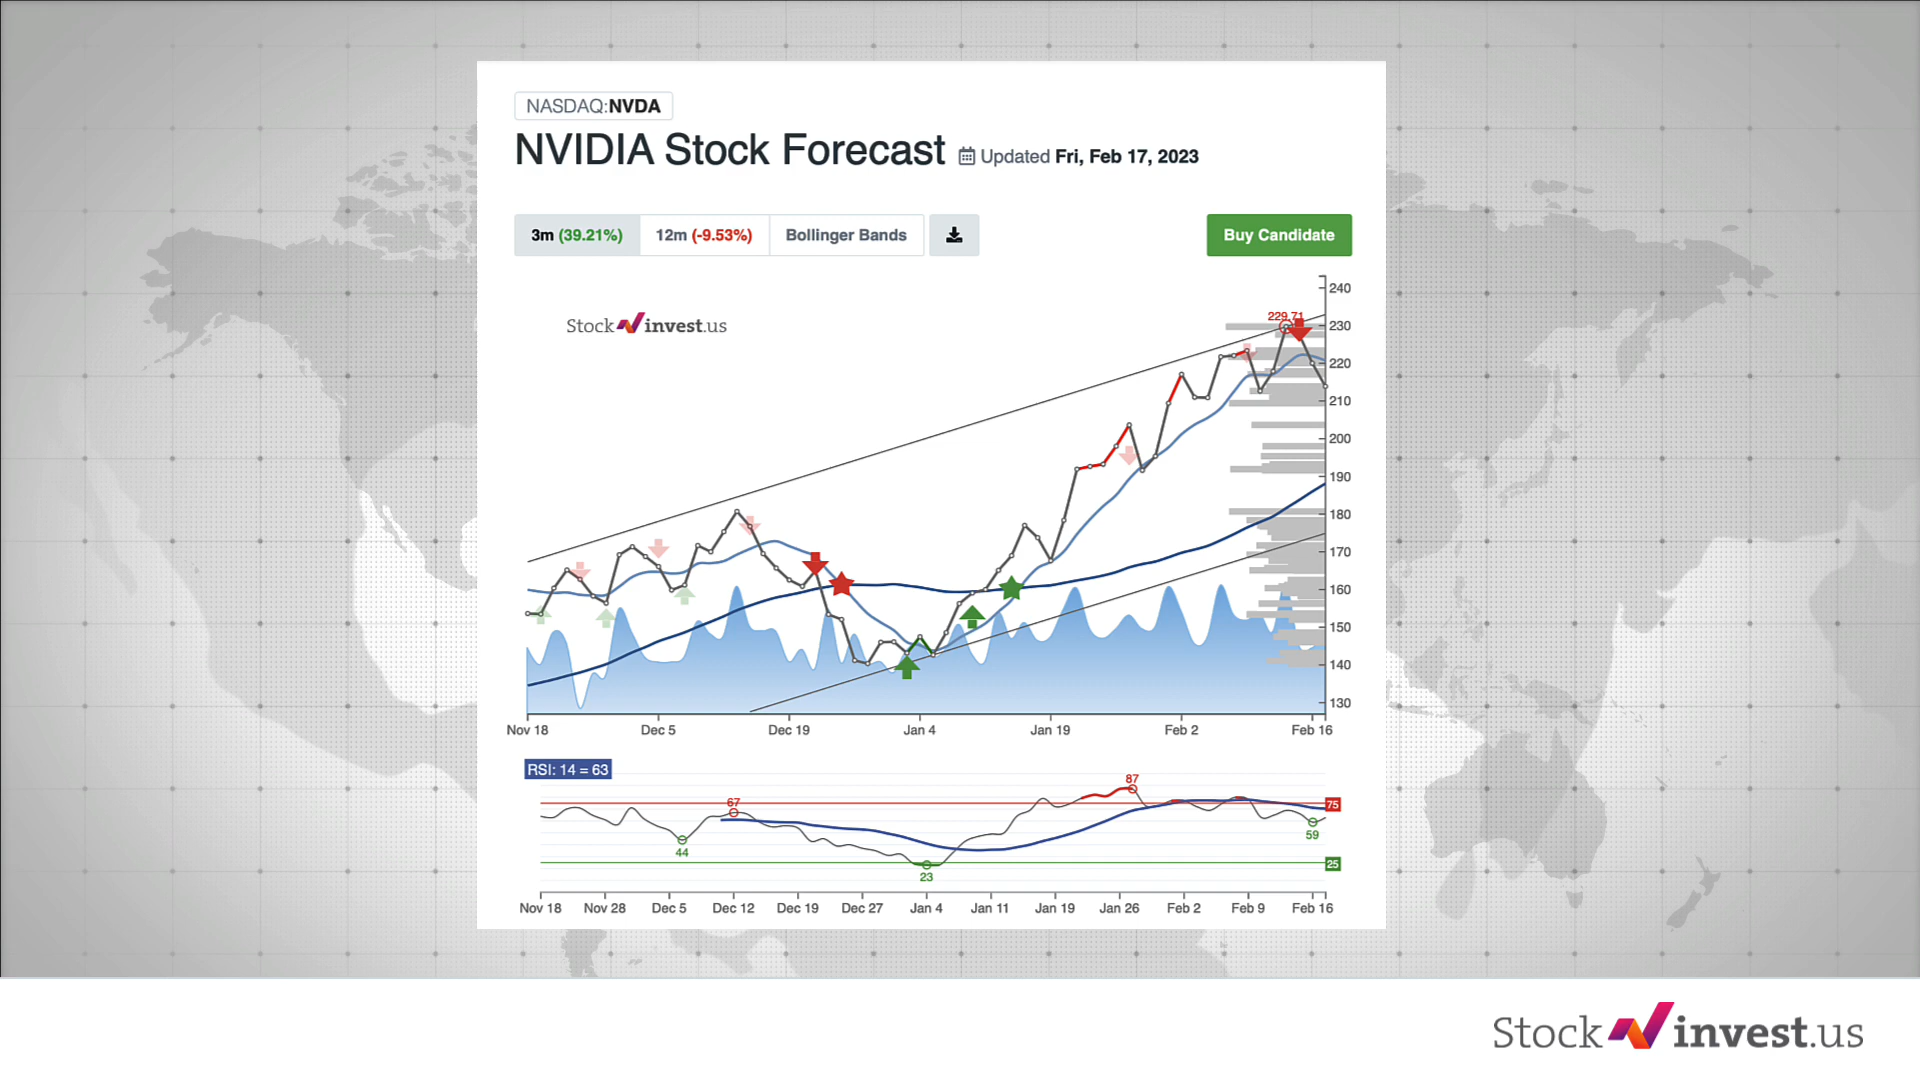 NASDAQ:NVDA
NVIDIA Stock Forecast Updated Fri, Feb 17, 2023
3m (39.21%) 12m (-9.53%) Bollinger Bands Buy Candidate
Stock invest.us
229.71
240
230
220
210
200
190
180
170
160
150
140
130
Nov 18 Dec 5 Dec 19 Jan 4 Jan 19 Feb 2 Feb 16
RSI: 14 = 63
67
87
75
44
59
23
25
Nov 18 Nov 28 Dec 5 Dec 12 Dec 19 Dec 27 Jan 4 Jan 11 Jan 19 Jan 26 Feb 2 Feb 9 Feb 16
Stock invest.us